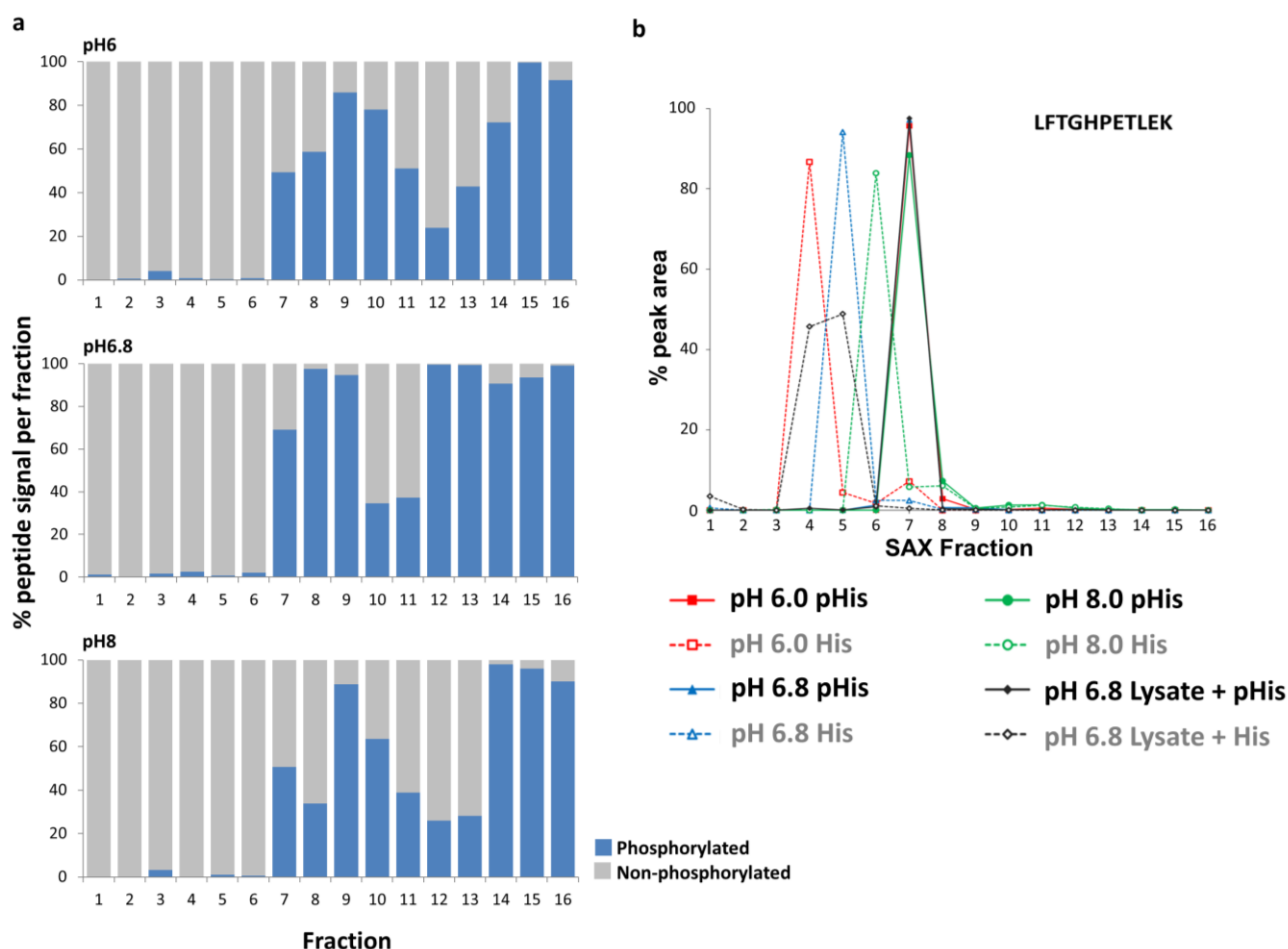 a
pH6
100
80
60
40
20
0
1 2 3 4 5 6 7 8 9 10 11 12 13 14 15 16
pH6.8
100
80
60
40
20
0
1 2 3 4 5 6 7 8 9 10 11 12 13 14 15 16
pH8
100
80
60
40
20
0
1 2 3 4 5 6 7 8 9 10 11 12 13 14 15 16
% peptide signal per fraction
Fraction
Phosphorylated
Non-phosphorylated
b
LFTGHPETLEK
100
80
60
40
20
0
% peak area
1 2 3 4 5 6 7 8 9 10 11 12 13 14 15 16
SAX Fraction
pH 6.0 pHis
pH 6.0 His
pH 6.8 pHis
pH 6.8 His
pH 8.0 pHis
pH 8.0 His
pH 6.8 Lysate + pHis
pH 6.8 Lysate + His